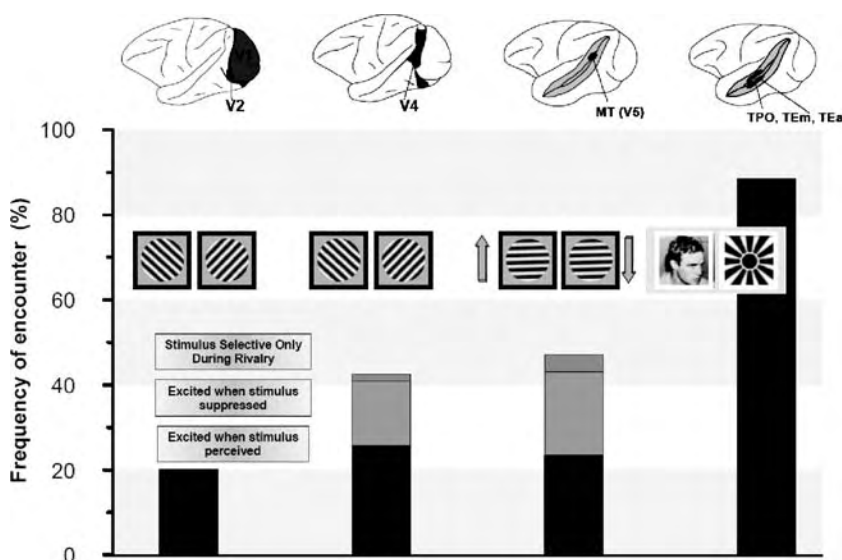 V1
V2
V4
MT (V5)
TPO, TEm, TEa
Frequency of encounter (%)
100
80
60
40
20
0
Stimulus Selective Only
During Rivalry
Excited when stimulus
suppressed
Excited when stimulus
perceived